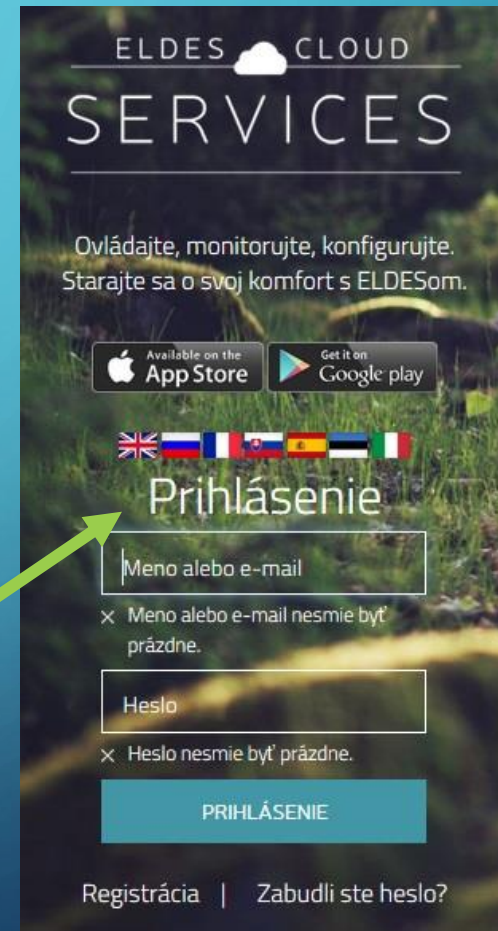 ELDES CLOUD
SERVICES
Ovládajte, monitorujte, konfigurujte.
Starajte sa o svoj komfort s ELDESom.
Available on the
App Store
Get it on
Google play
Prihlásenie
Meno alebo e-mail
× Meno alebo e-mail nesmie byť
prázdne.
Heslo
× Heslo nesmie byť prázdne.
PRIHLÁSENIE
Registrácia | Zabudli ste heslo?